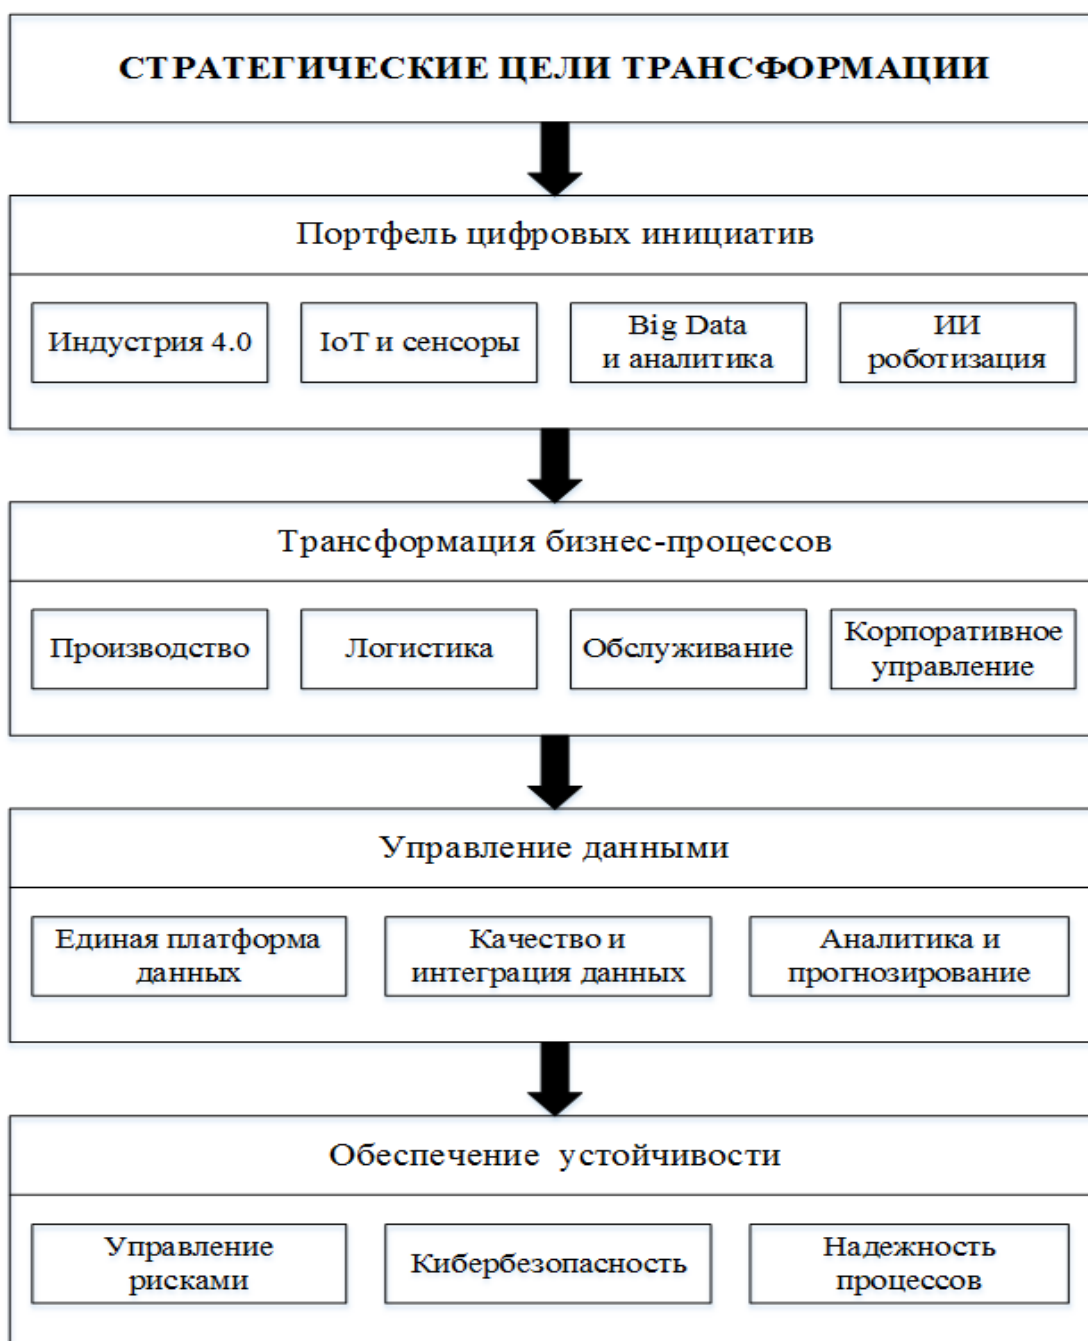 СТРАТЕГИЧЕСКИЕ ЦЕЛИ ТРАНСФОРМАЦИИ
Портфель цифровых инициатив
Индустрия 4.0
IoT и сенсоры
Big Data
и аналитика
ИИ
роботизация
Трансформация бизнес-процессов
Производство
Логистика
Обслуживание
Корпоративное
управление
Управление данными
Единая платформа
данных
Качество и
интеграция данных
Аналитика и
прогнозирование
Обеспечение устойчивости
Управление
рисками
Кибербезопасность
Надежность
процессов